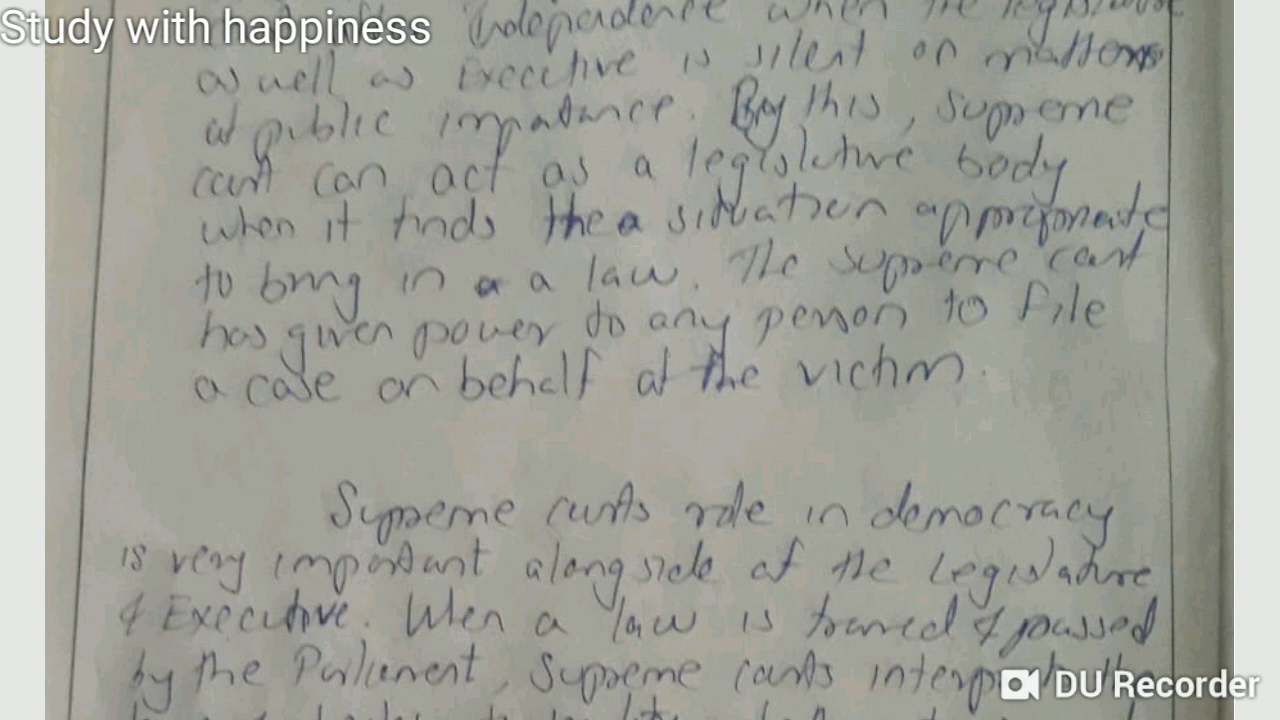 Study with happiness
Independence when the legislature
as well as Executive is silent on matters
of public importance. By this, Supreme
court can act as a legislature body
when it finds the a situation appropriate
to bring in a a law. The supreme court
has given power to any person to file
a case on behalf of the victim.
Supreme courts role in democracy
is very important alongside of the Legislature
& Executive. When a law is framed & passed
by the Parliament, Supreme courts
DU Recorder